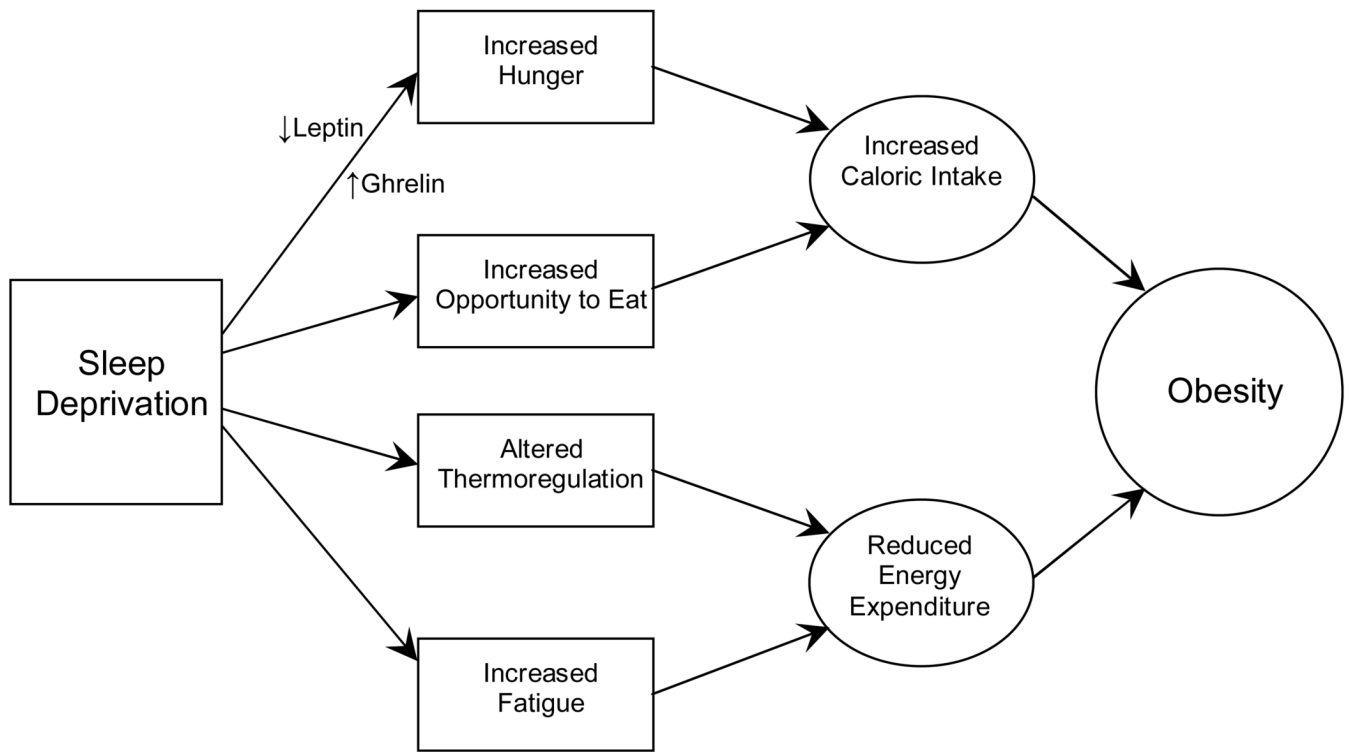 Increased
Hunger
↓Leptin
↑Ghrelin
Increased
Caloric Intake
Increased
Opportunity to Eat
Sleep
Deprivation
Obesity
Altered
Thermoregulation
Reduced
Energy
Expenditure
Increased
Fatigue